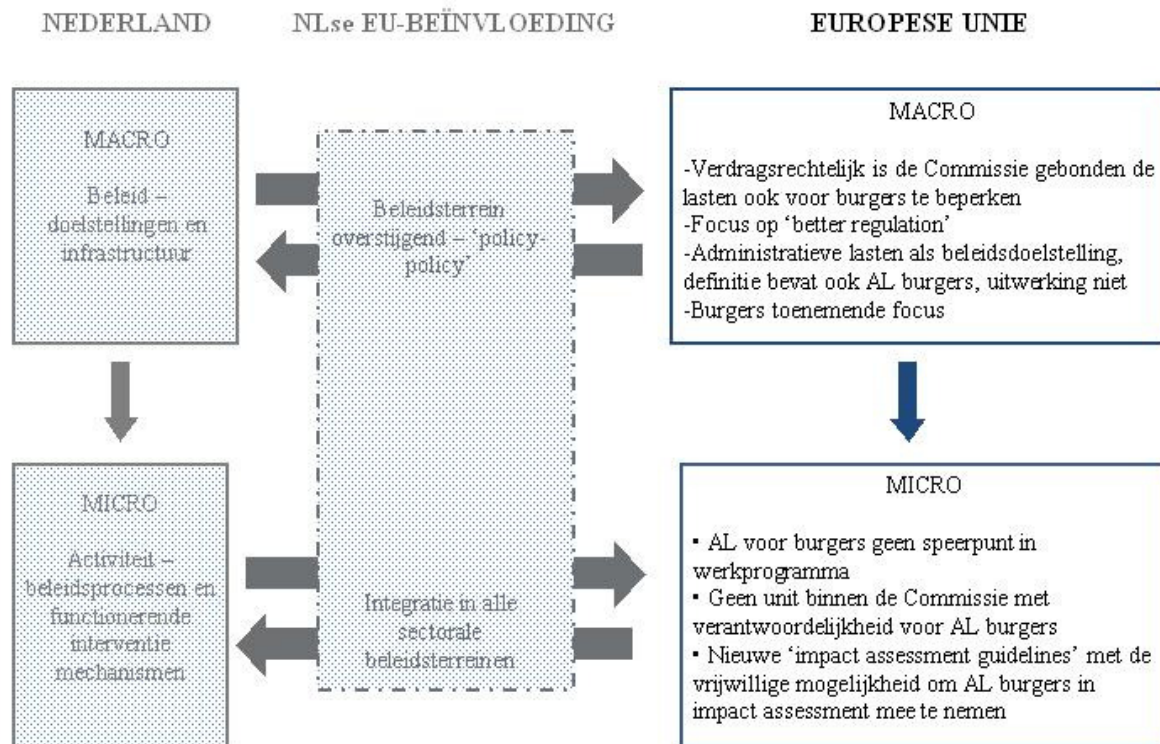 NEDERLAND
NLse EU-BEÏNVLOEDING
EUROPESE UNIE
MACRO
Beleid –
doelstellingen en
infrastructuur
MICRO
Activiteit –
beleidsprocessen en
functionerende
interventie
mechanismen
Beleidsterrein
overstijgend – ‘policy-
policy’
Integratie in alle
sectorale
beleidsterreinen
MACRO
-Verdragsrechtelijk is de Commissie gebonden de
lasten ook voor burgers te beperken
-Focus op ‘better regulation’
-Administratieve lasten als beleidsdoelstelling,
definitie bevat ook AL burgers, uitwerking niet
-Burgers toenemende focus
MICRO
▪ AL voor burgers geen speerpunt in
werkprogramma
▪ Geen unit binnen de Commissie met
verantwoordelijkheid voor AL burgers
▪ Nieuwe ‘impact assessment guidelines’ met de
vrijwillige mogelijkheid om AL burgers in
impact assessment mee te nemen